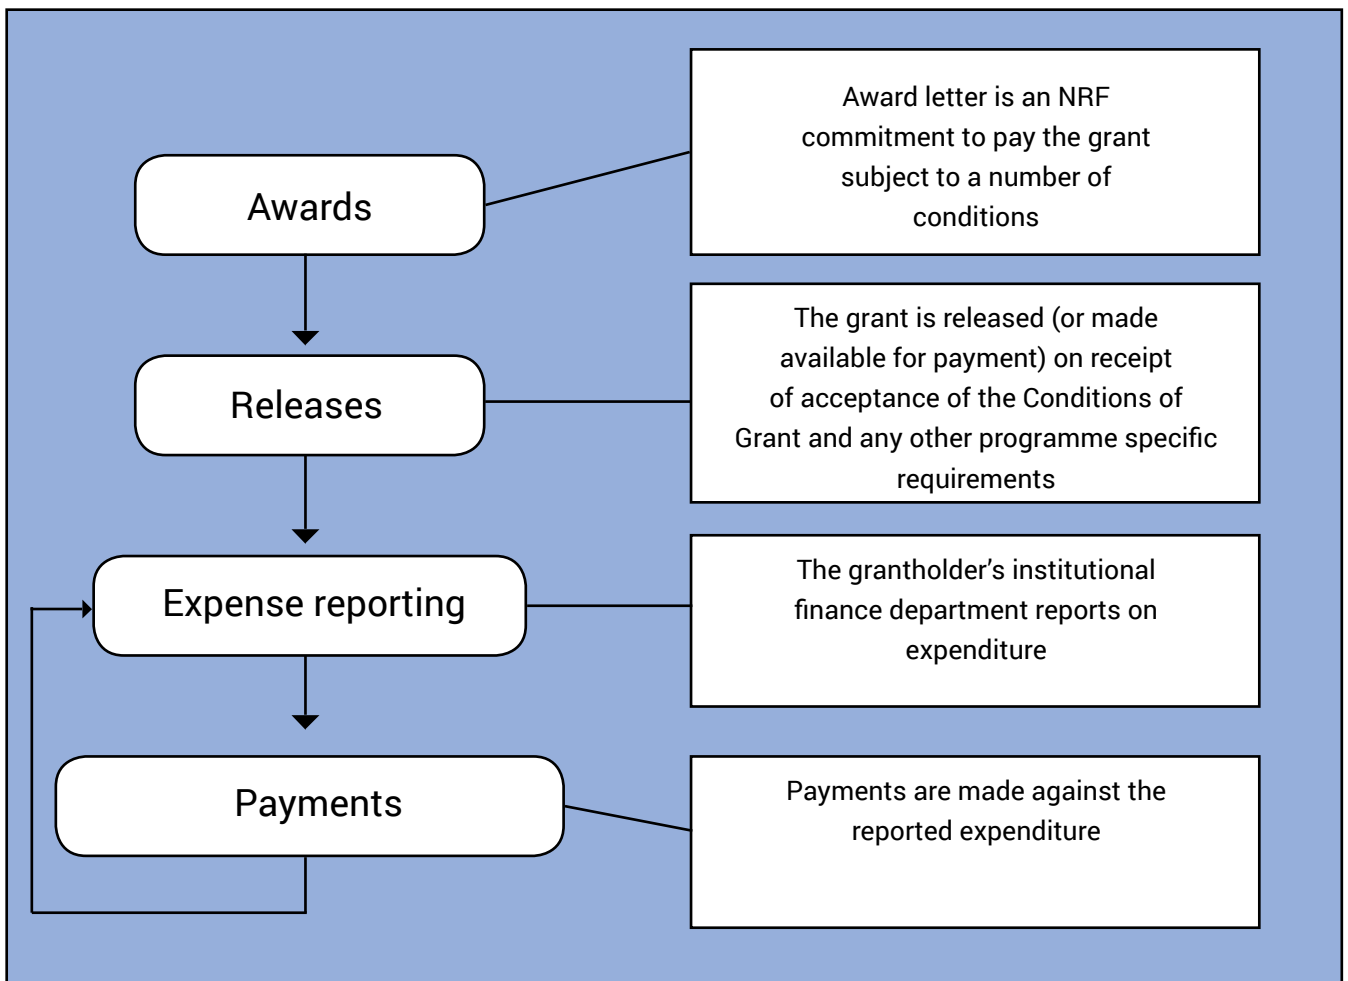 Awards
Award letter is an NRF
commitment to pay the grant
subject to a number of
conditions
Releases
The grant is released (or made
available for payment) on receipt
of acceptance of the Conditions of
Grant and any other programme specific
requirements
Expense reporting
The grantholder’s institutional
finance department reports on
expenditure
Payments
Payments are made against the
reported expenditure